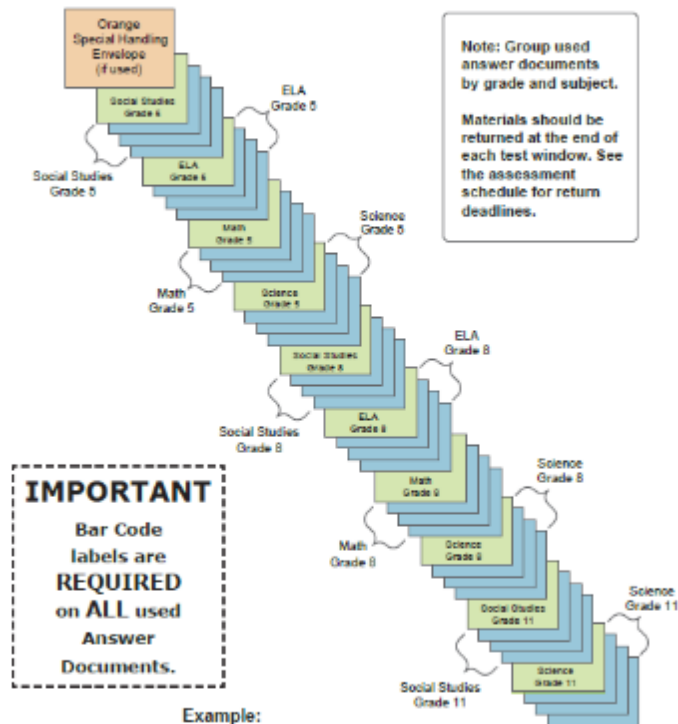 Orange
Special Handling
Envelope
(if used)
Note: Group used
answer documents
by grade and subject.
Materials should be
returned at the end of
each test window. See
the assessment
schedule for return
deadlines.
Social Studies
Grade 5
ELA
Grade 5
Social Studies
Grade 5
ELA
Grade 5
Math
Grade 5
Science
Grade 5
Math
Grade 5
Science
Grade 5
Social Studies
Grade 8
ELA
Grade 8
Social Studies
Grade 8
ELA
Grade 8
Math
Grade 8
Science
Grade 8
Math
Grade 8
Science
Grade 8
Social Studies
Grade 11
Science
Grade 11
Social Studies
Grade 11
Science
Grade 11
IMPORTANT
Bar Code
labels are
REQUIRED
on ALL used
Answer
Documents.
Example: